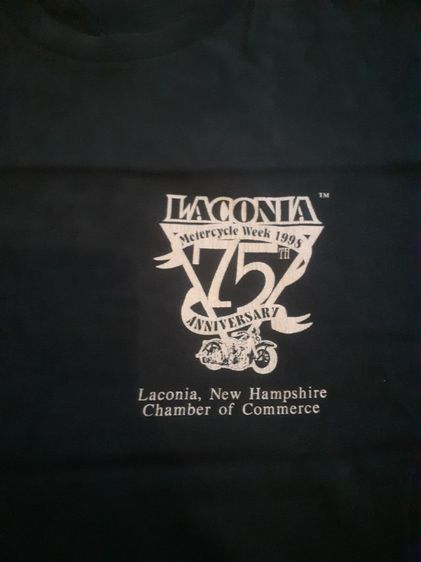 LACONIA™
Motorcycle Week 1998
75TH
ANNIVERSARY
Laconia, New Hampshire
Chamber of Commerce